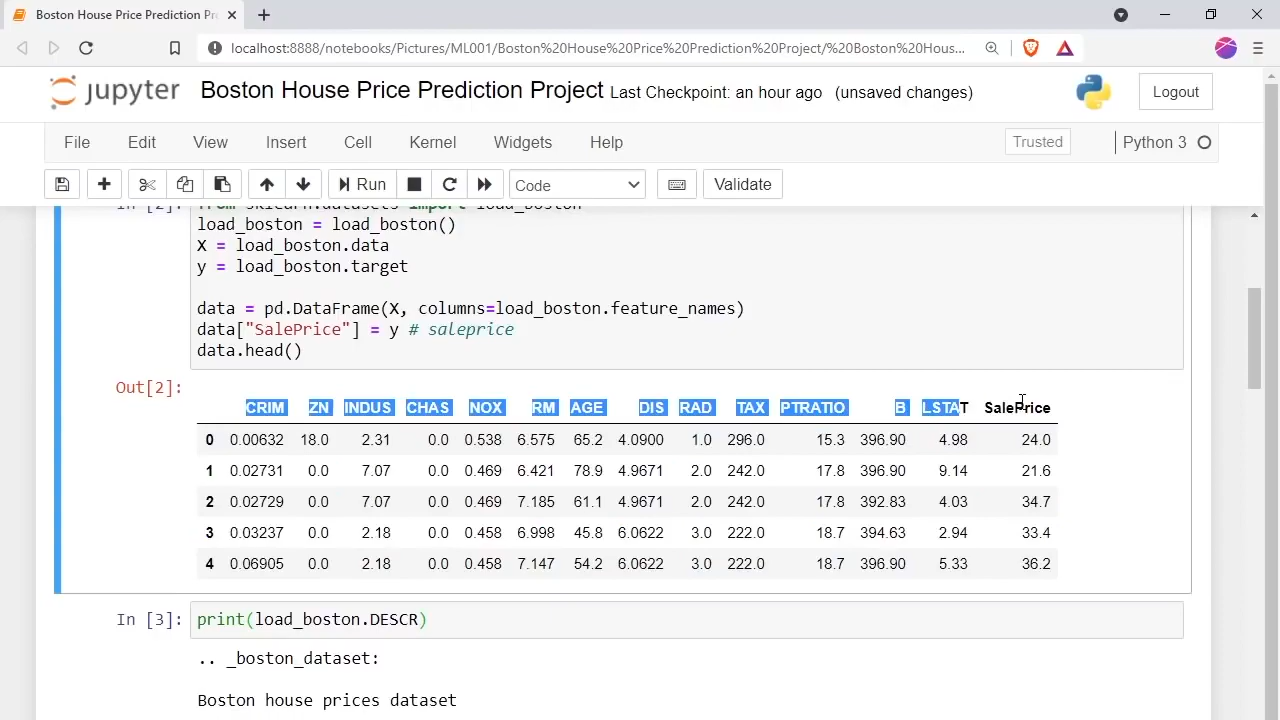 Boston House Price Prediction Pr
localhost:8888/notebooks/Pictures/ML001/Boston%20House%20Price%20Prediction%20Project/%20Boston%20Hous...
jupyter Boston House Price Prediction Project Last Checkpoint: an hour ago (unsaved changes) Logout
File Edit View Insert Cell Kernel Widgets Help Trusted Python 3
Run Code Validate
In [2]: from sklearn.datasets import load_boston
load_boston = load_boston()
X = load_boston.data
y = load_boston.target
data = pd.DataFrame(X, columns=load_boston.feature_names)
data["SalePrice"] = y # saleprice
data.head()
Out[2]:
CRIM ZN INDUS CHAS NOX RM AGE DIS RAD TAX PTRATIO B LSTAT SalePrice
0 0.00632 18.0 2.31 0.0 0.538 6.575 65.2 4.0900 1.0 296.0 15.3 396.90 4.98 24.0
1 0.02731 0.0 7.07 0.0 0.469 6.421 78.9 4.9671 2.0 242.0 17.8 396.90 9.14 21.6
2 0.02729 0.0 7.07 0.0 0.469 7.185 61.1 4.9671 2.0 242.0 17.8 392.83 4.03 34.7
3 0.03237 0.0 2.18 0.0 0.458 6.998 45.8 6.0622 3.0 222.0 18.7 394.63 2.94 33.4
4 0.06905 0.0 2.18 0.0 0.458 7.147 54.2 6.0622 3.0 222.0 18.7 396.90 5.33 36.2
In [3]: print(load_boston.DESCR)
.. _boston_dataset:
Boston house prices dataset